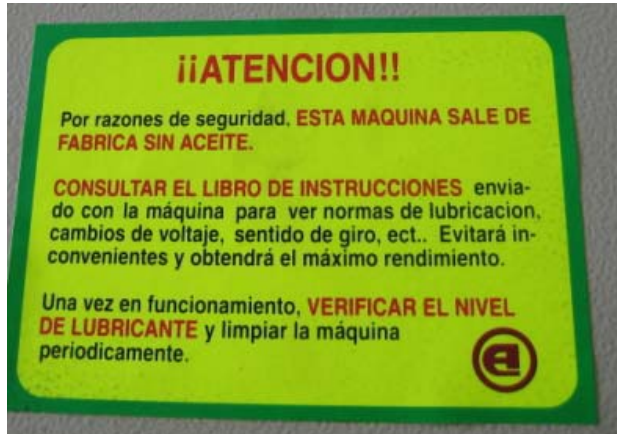 ¡¡ATENCION!!
Por razones de seguridad, ESTA MAQUINA SALE DE
FABRICA SIN ACEITE.
CONSULTAR EL LIBRO DE INSTRUCCIONES envia-
do con la máquina para ver normas de lubricacion,
cambios de voltaje, sentido de giro, ect.. Evitará in-
convenientes y obtendrá el máximo rendimiento.
Una vez en funcionamiento, VERIFICAR EL NIVEL
DE LUBRICANTE y limpiar la máquina
periodicamente.